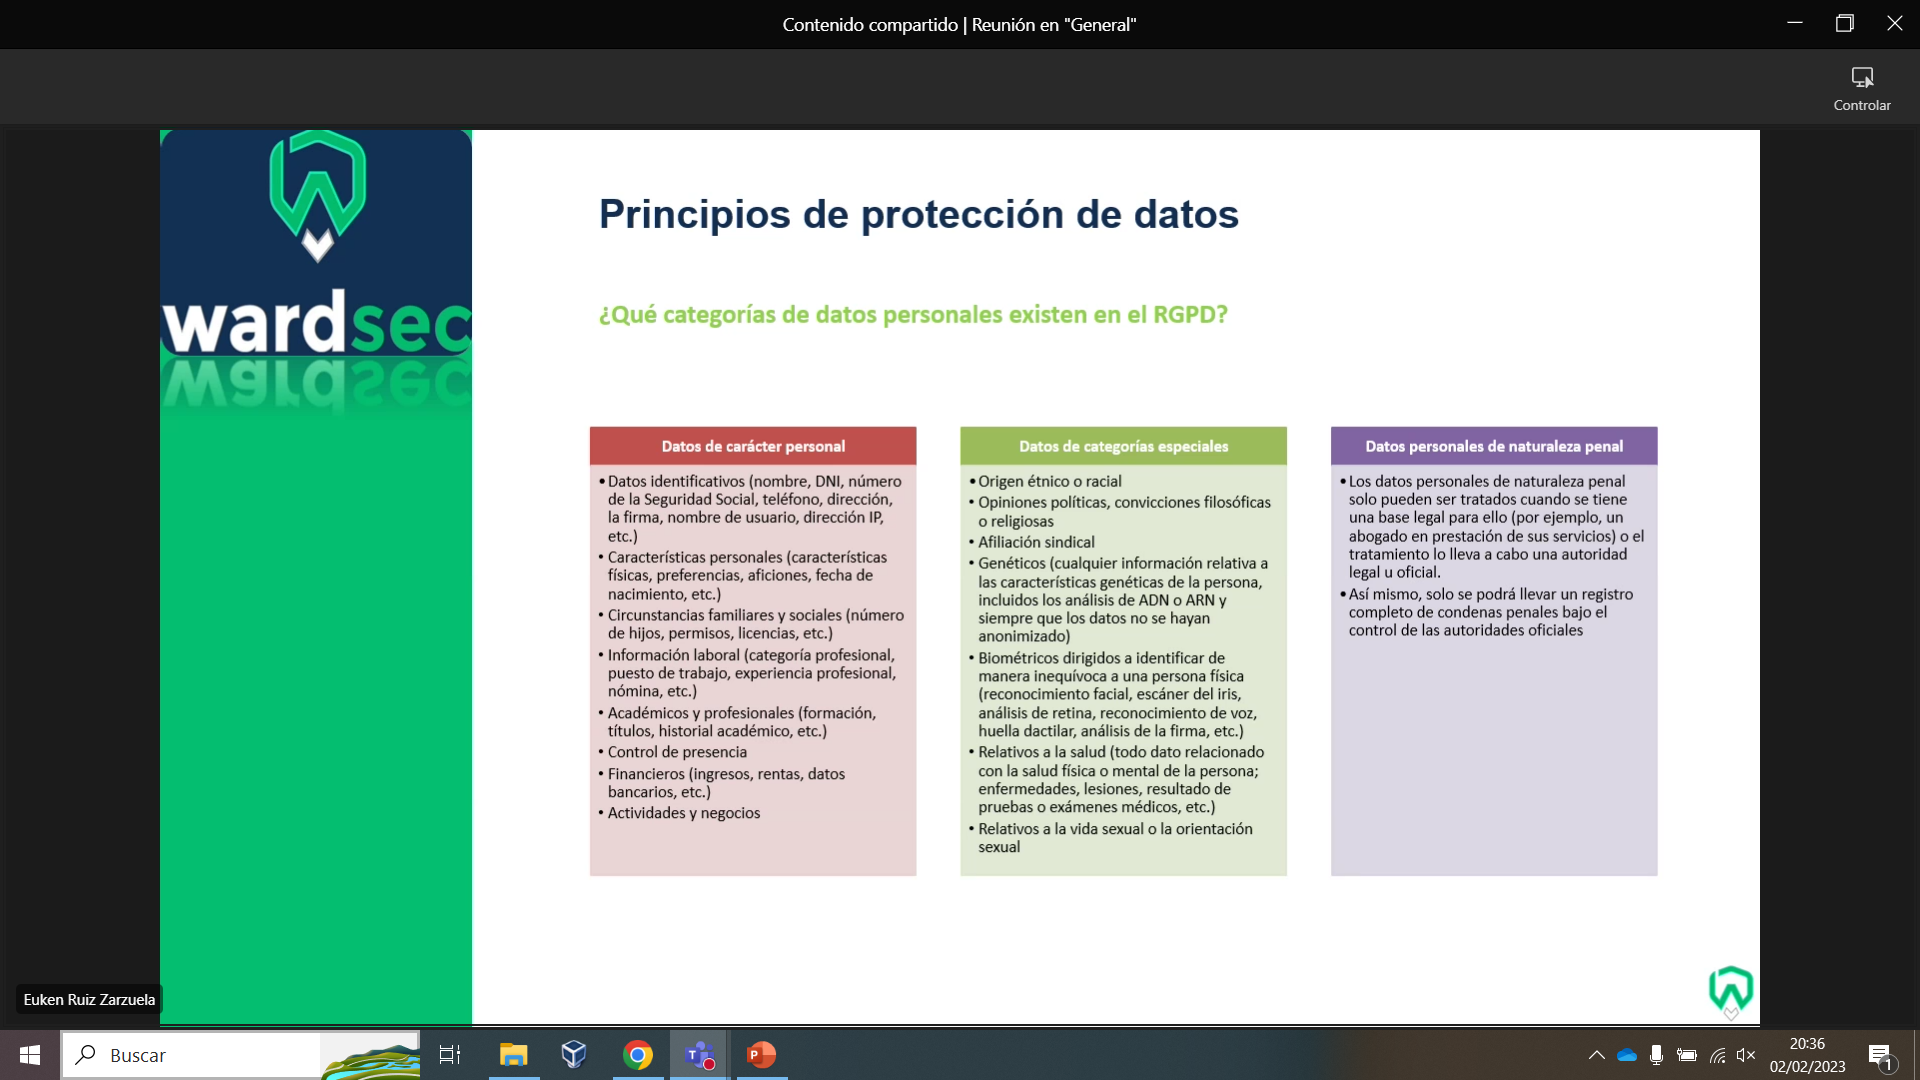 Contenido compartido | Reunión en "General"
Controlar
wardsec
Principios de protección de datos
¿Qué categorías de datos personales existen en el RGPD?
Datos de carácter personal
• Datos identificativos (nombre, DNI, número
de la Seguridad Social, teléfono, dirección,
la firma, nombre de usuario, dirección IP,
etc.)
• Características personales (características
físicas, preferencias, aficiones, fecha de
nacimiento, etc.)
• Circunstancias familiares y sociales (número
de hijos, permisos, licencias, etc.)
• Información laboral (categoría profesional,
puesto de trabajo, experiencia profesional,
nómina, etc.)
• Académicos y profesionales (formación,
títulos, historial académico, etc.)
• Control de presencia
• Financieros (ingresos, rentas, datos
bancarios, etc.)
• Actividades y negocios
Datos de categorías especiales
• Origen étnico o racial
• Opiniones políticas, convicciones filosóficas
o religiosas
• Afiliación sindical
• Genéticos (cualquier información relativa a
las características genéticas de la persona,
incluidos los análisis de ADN o ARN y
siempre que los datos no se hayan
anonimizado)
• Biométricos dirigidos a identificar de
manera inequívoca a una persona física
(reconocimiento facial, escáner del iris,
análisis de retina, reconocimiento de voz,
huella dactilar, análisis de la firma, etc.)
• Relativos a la salud (todo dato relacionado
con la salud física o mental de la persona;
enfermedades, lesiones, resultado de
pruebas o exámenes médicos, etc.)
• Relativos a la vida sexual o la orientación
sexual
Datos personales de naturaleza penal
• Los datos personales de naturaleza penal
solo pueden ser tratados cuando se tiene
una base legal para ello (por ejemplo, un
abogado en prestación de sus servicios) o el
tratamiento lo lleva a cabo una autoridad
legal u oficial.
• Así mismo, solo se podrá llevar un registro
completo de condenas penales bajo el
control de las autoridades oficiales
Euken Ruiz Zarzuela
Buscar
20:36
02/02/2023
1